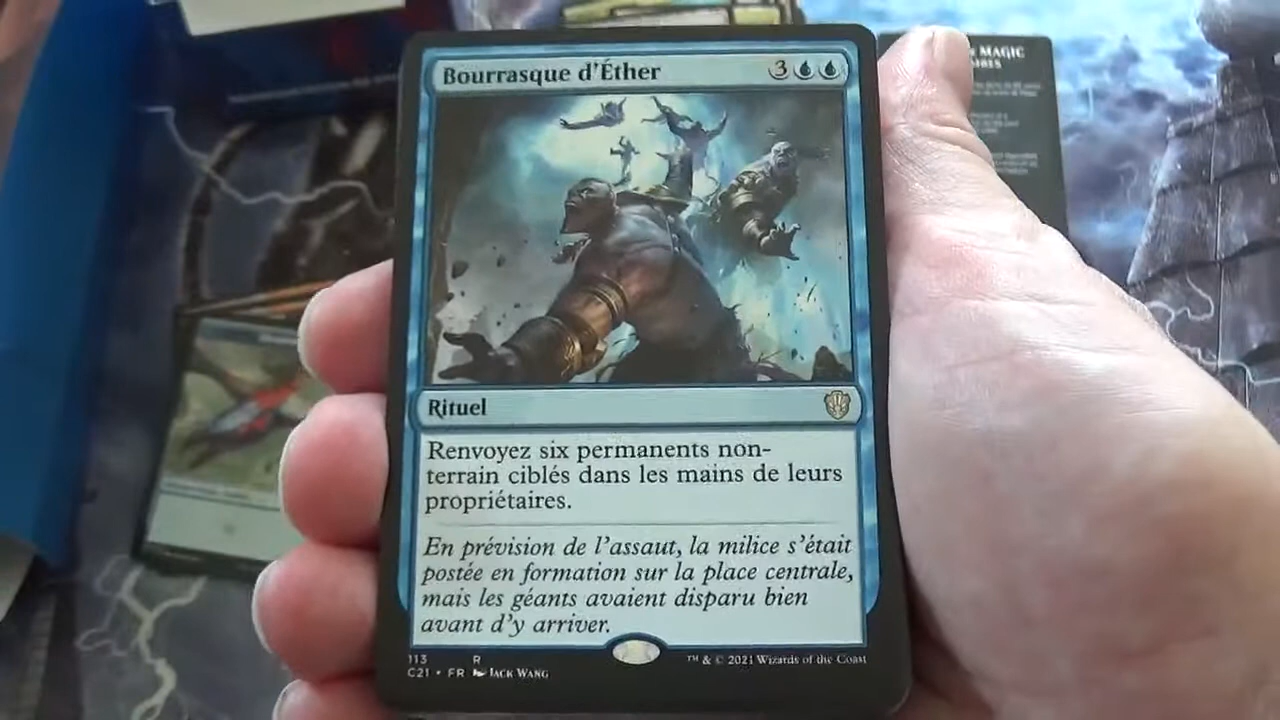 Bourrasque d'Éther 3
MAGIC
Rituel
Renvoyez six permanents non-
terrain ciblés dans les mains de leurs
propriétaires.
En prévision de l'assaut, la milice s'était
postée en formation sur la place centrale,
mais les géants avaient disparu bien
avant d'y arriver.
113 R
C21 • FR JACK WANG
™ & © 2021 Wizards of the Coast